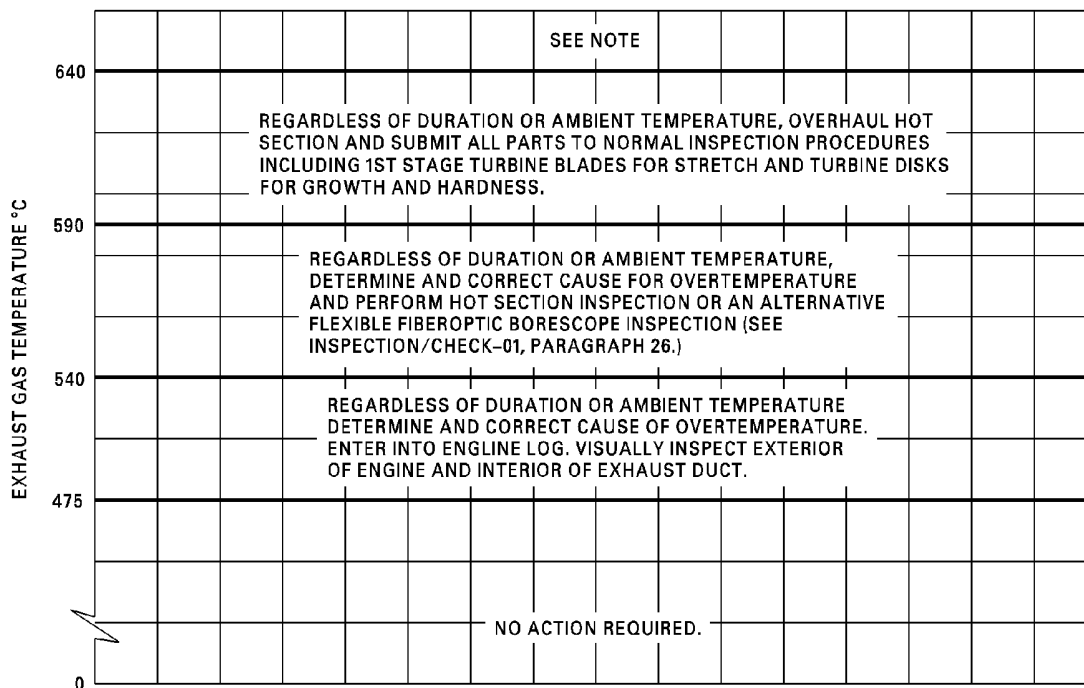 SEE NOTE
640
REGARDLESS OF DURATION OR AMBIENT TEMPERATURE, OVERHAUL HOT
SECTION AND SUBMIT ALL PARTS TO NORMAL INSPECTION PROCEDURES
INCLUDING 1ST STAGE TURBINE BLADES FOR STRETCH AND TURBINE DISKS
FOR GROWTH AND HARDNESS.
590
REGARDLESS OF DURATION OR AMBIENT TEMPERATURE,
DETERMINE AND CORRECT CAUSE FOR OVERTEMPERATURE
AND PERFORM HOT SECTION INSPECTION OR AN ALTERNATIVE
FLEXIBLE FIBEROPTIC BORESCOPE INSPECTION (SEE
INSPECTION/CHECK–01, PARAGRAPH 26.)
540
REGARDLESS OF DURATION OR AMBIENT TEMPERATURE
DETERMINE AND CORRECT CAUSE OF OVERTEMPERATURE.
ENTER INTO ENGLINE LOG. VISUALLY INSPECT EXTERIOR
OF ENGINE AND INTERIOR OF EXHAUST DUCT.
475
NO ACTION REQUIRED.
0
EXHAUST GAS TEMPERATURE °C